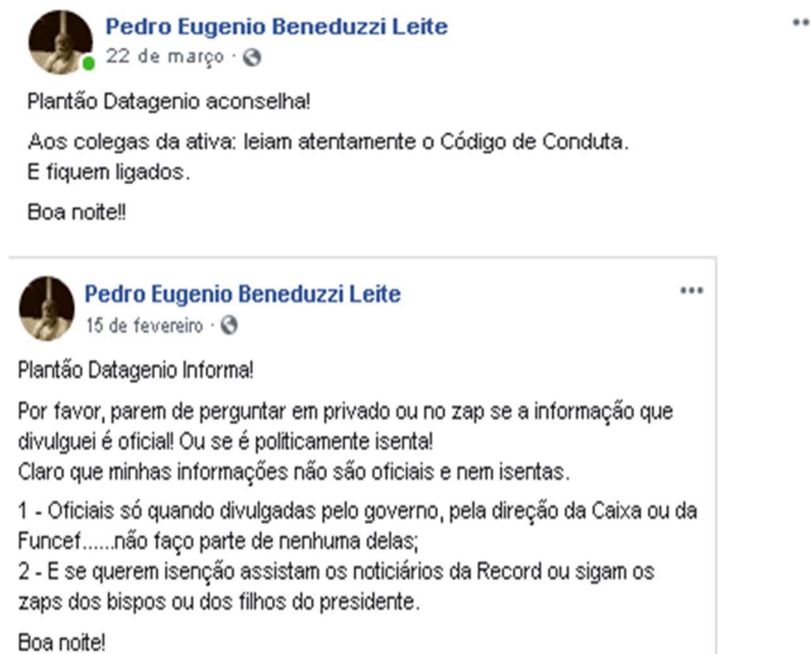 Pedro Eugenio Beneduzzi Leite
22 de março ·
Plantão Datagenio aconselha!
Aos colegas da ativa: leiam atentamente o Código de Conduta.
E fiquem ligados.
Boa noite!!
Pedro Eugenio Beneduzzi Leite
15 de fevereiro ·
Plantão Datagenio Informa!
Por favor, parem de perguntar em privado ou no zap se a informação que
divulguei é oficial! Ou se é politicamente isenta!
Claro que minhas informações não são oficiais e nem isentas.
1 - Oficiais só quando divulgadas pelo governo, pela direção da Caixa ou da
Funcef......não faço parte de nenhuma delas;
2 - E se querem isenção assistam os noticiários da Record ou sigam os
zaps dos bispos ou dos filhos do presidente.
Boa noite!